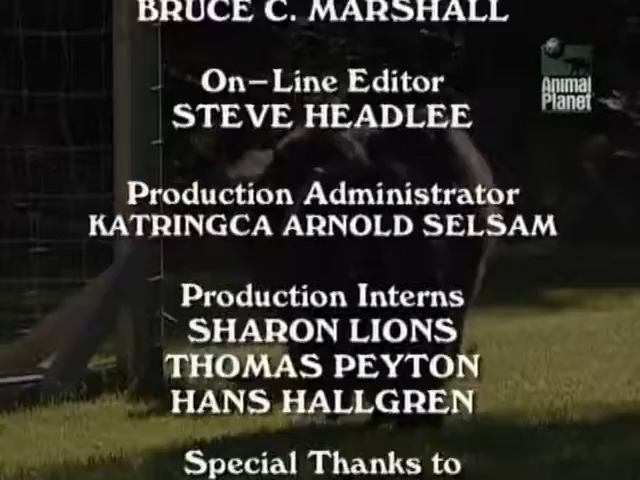 BRUCE C. MARSHALL
On-Line Editor
STEVE HEADLEE
Animal
Planet
Production Administrator
KATRINGCA ARNOLD SELSAM
Production Interns
SHARON LIONS
THOMAS PEYTON
HANS HALLGREN
Special Thanks to